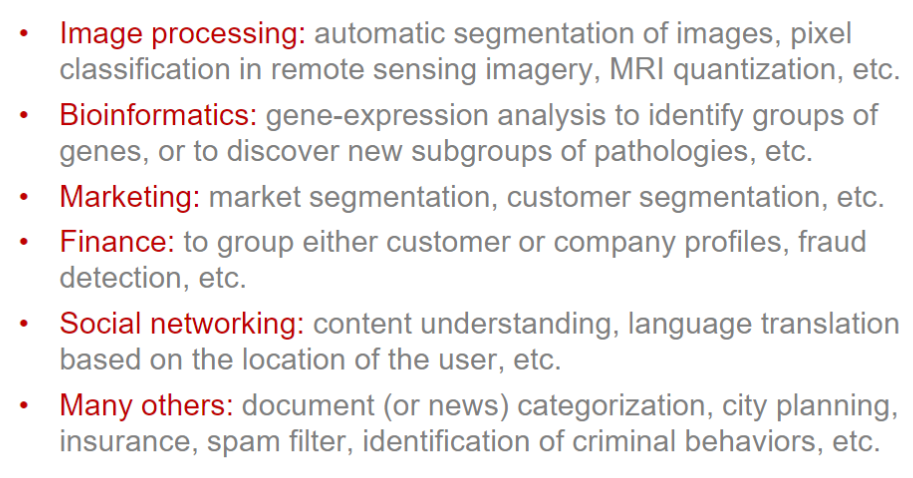 • Image processing: automatic segmentation of images, pixel
classification in remote sensing imagery, MRI quantization, etc.
• Bioinformatics: gene-expression analysis to identify groups of
genes, or to discover new subgroups of pathologies, etc.
• Marketing: market segmentation, customer segmentation, etc.
• Finance: to group either customer or company profiles, fraud
detection, etc.
• Social networking: content understanding, language translation
based on the location of the user, etc.
• Many others: document (or news) categorization, city planning,
insurance, spam filter, identification of criminal behaviors, etc.